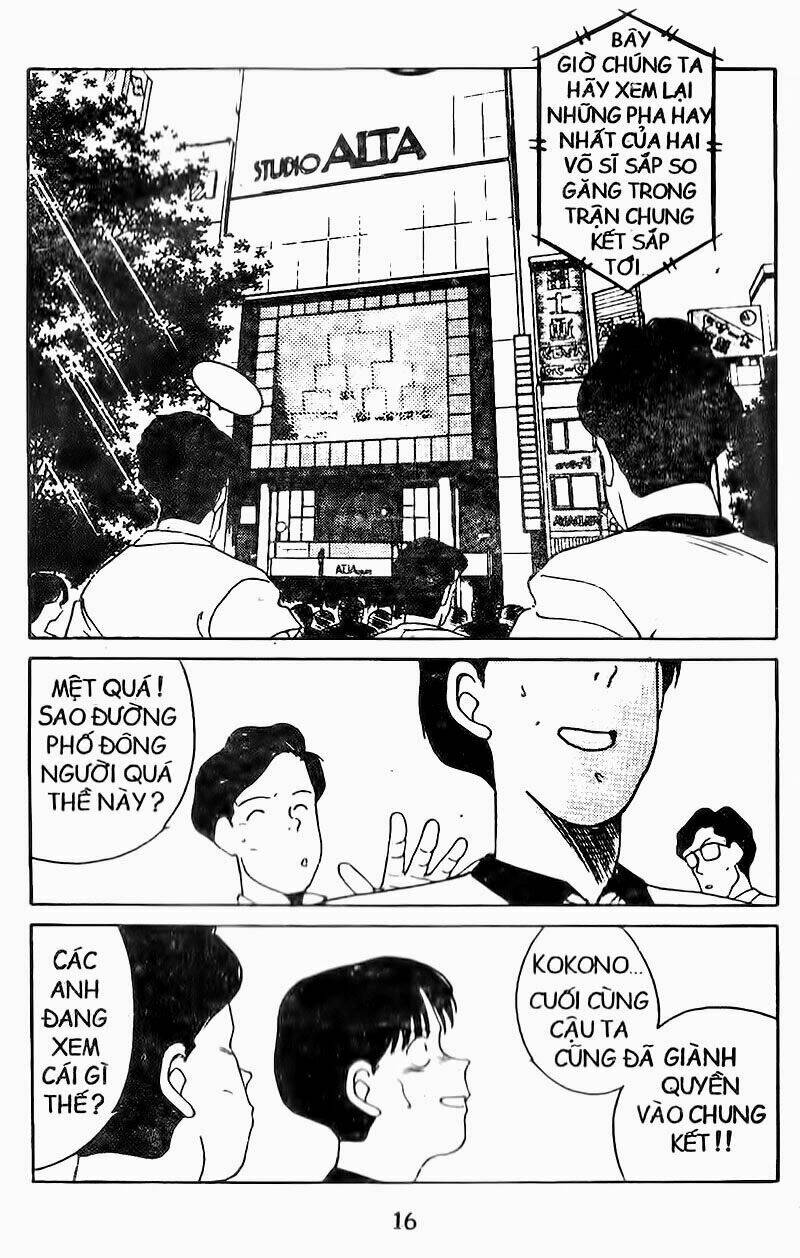 BÂY
GIỜ CHÚNG TA
HÃY XEM LẠI
NHỮNG PHA HAY
NHẤT CỦA HAI
VÕ SĨ SẮP SO
GĂNG TRONG
TRẬN CHUNG
KẾT SẮP
TỚI
STUDIO ALTA
MỆT QUÁ!
SAO ĐƯỜNG
PHỐ ĐÔNG
NGƯỜI QUÁ
THỀ NÀY?
CÁC
ANH
ĐANG
XEM
CÁI GÌ
THẾ?
KOKONO...
CUỐI CÙNG
CẬU TA
CŨNG ĐÃ GIÀNH
QUYỀN
VÀO CHUNG
KẾT!!
16